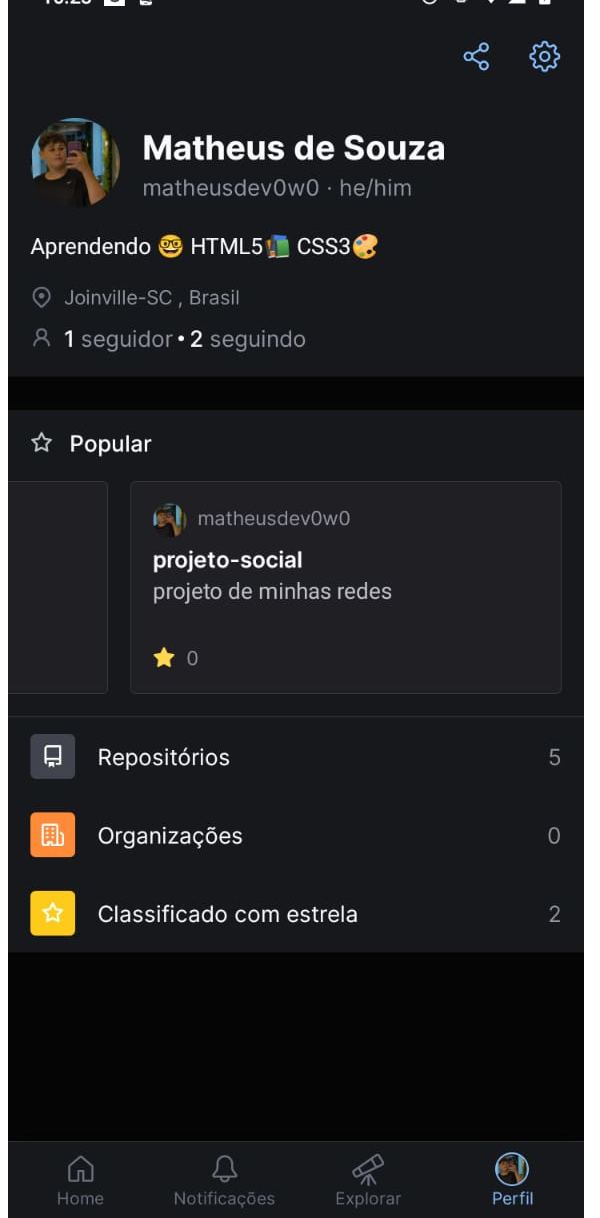 Matheus de Souza
matheusdev0w0 · he/him
Aprendendo 🤓 HTML5📚 CSS3🎨
Joinville-SC , Brasil
1 seguidor • 2 seguindo
Popular
matheusdev0w0
projeto-social
projeto de minhas redes
0
Repositórios 5
Organizações 0
Classificado com estrela 2
Home Notificações Explorar Perfil